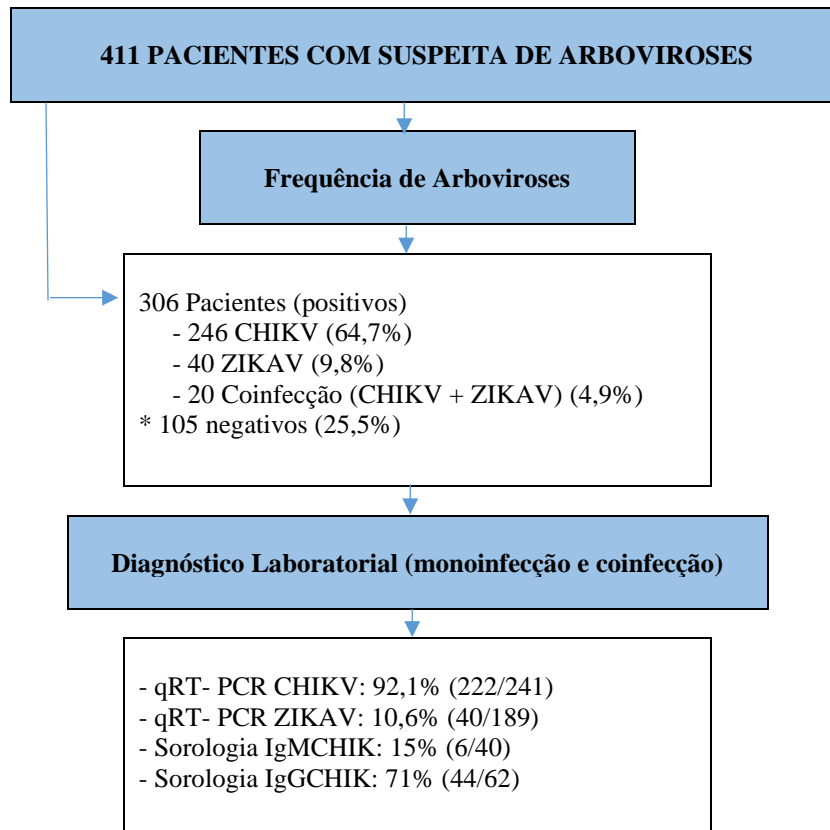 411 PACIENTES COM SUSPEITA DE ARBOVIROSES
Frequência de Arboviroses
306 Pacientes (positivos)
- 246 CHIKV (64,7%)
- 40 ZIKAV (9,8%)
- 20 Coinfecção (CHIKV + ZIKAV) (4,9%)
* 105 negativos (25,5%)
Diagnóstico Laboratorial (monoinfecção e coinfecção)
- qRT- PCR CHIKV: 92,1% (222/241)
- qRT- PCR ZIKAV: 10,6% (40/189)
- Sorologia IgMCHIK: 15% (6/40)
- Sorologia IgGCHIK: 71% (44/62)